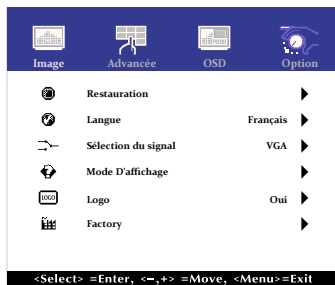 Image Advancée OSD Option
Restauration
Langue Français
Sélection du signal VGA
Mode D'affichage
Logo Oui
Factory
<Select> =Enter, <–,+> =Move, <Menu>=Exit